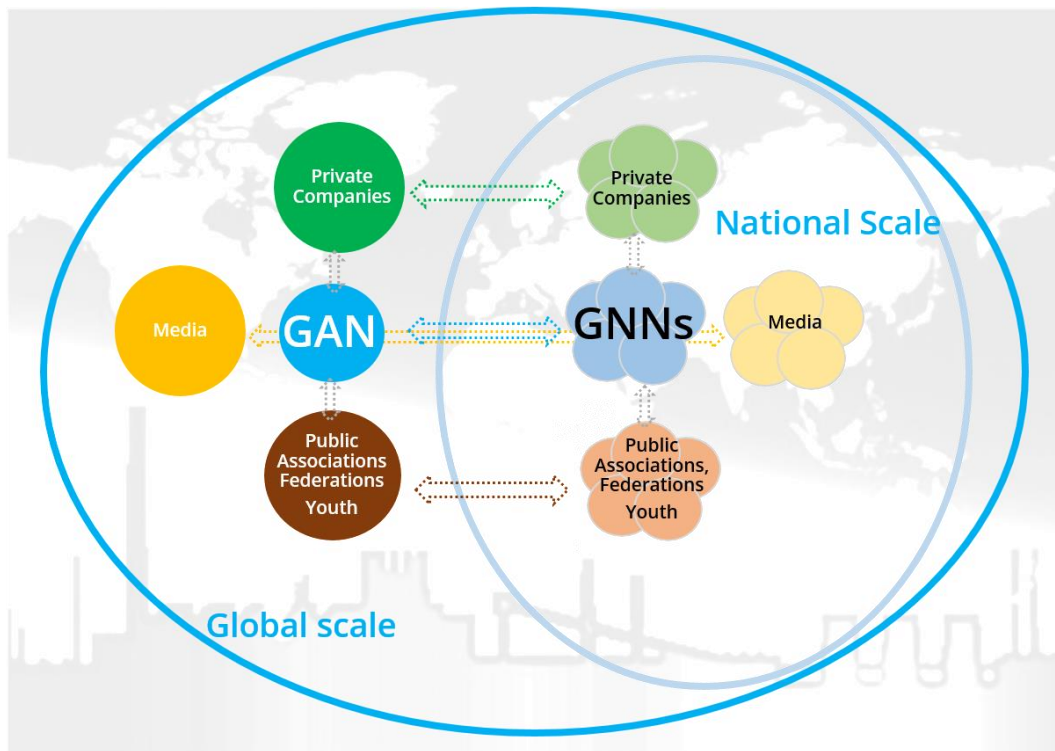 Private
Companies
Private
Companies
National Scale
Media
GAN
GNNs
Media
Public
Associations
Federations
Youth
Public
Associations,
Federations
Youth
Global scale